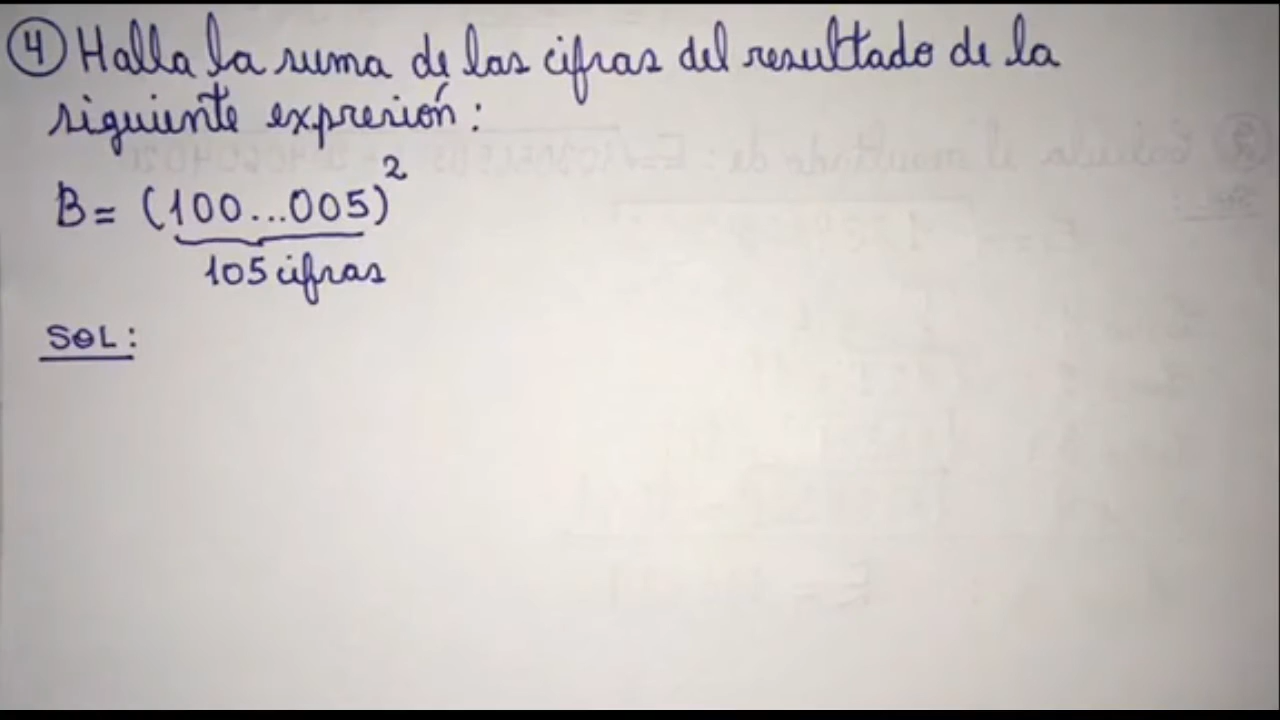 4 Halla la suma de las cifras del resultado de la
siguiente expresión:
B = (100...005)²
105 cifras
SOL: